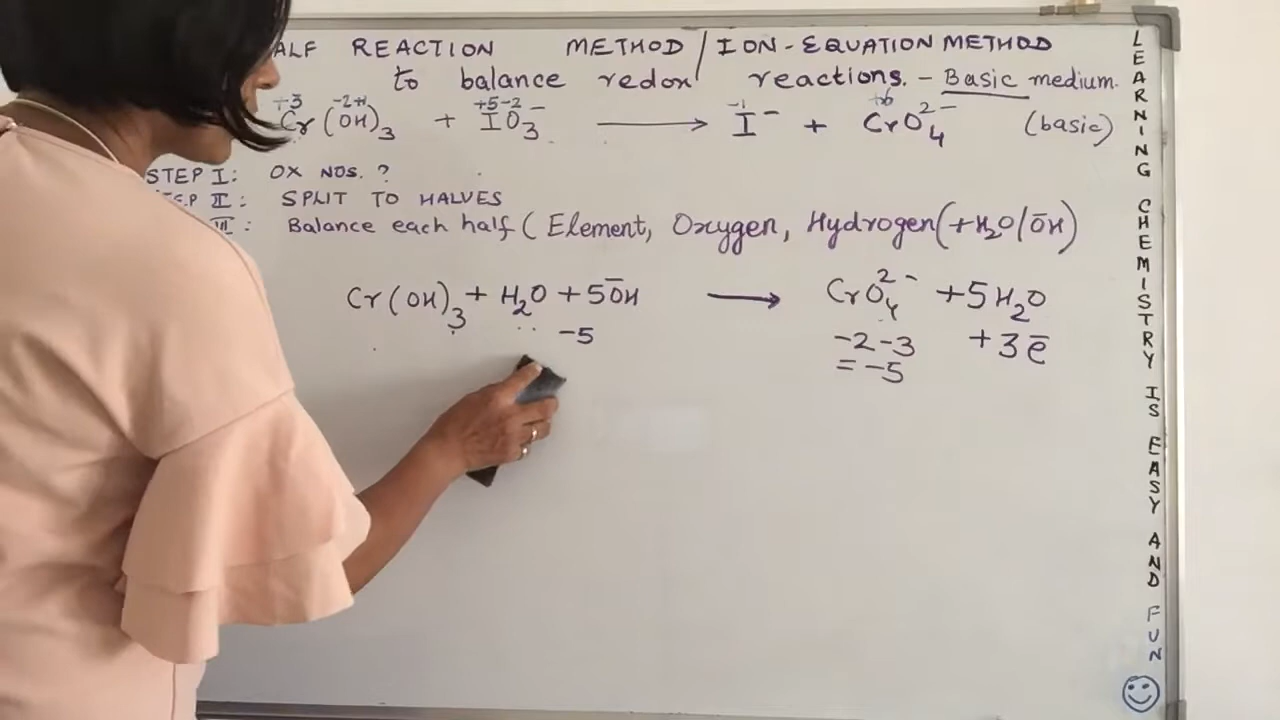 ALF REACTION METHOD / ION-EQUATION METHOD
to balance redox reactions. - Basic medium.
+3 -2+1 +5-2 -1 +6
Cr(OH)₃ + IO₃⁻ ⟶ I⁻ + CrO₄²⁻ (basic)
STEP I: OX NOS. ?
EP II: SPLIT TO HALVES
III: Balance each half (Element, Oxygen, Hydrogen(+H₂O/ŌH)
Cr(OH)₃ + H₂O + 5ŌH ⟶ CrO₄²⁻ + 5H₂O
-5 -2-3 +3ē
= -5
LEARNING CHEMISTRY IS EASY AND FUN